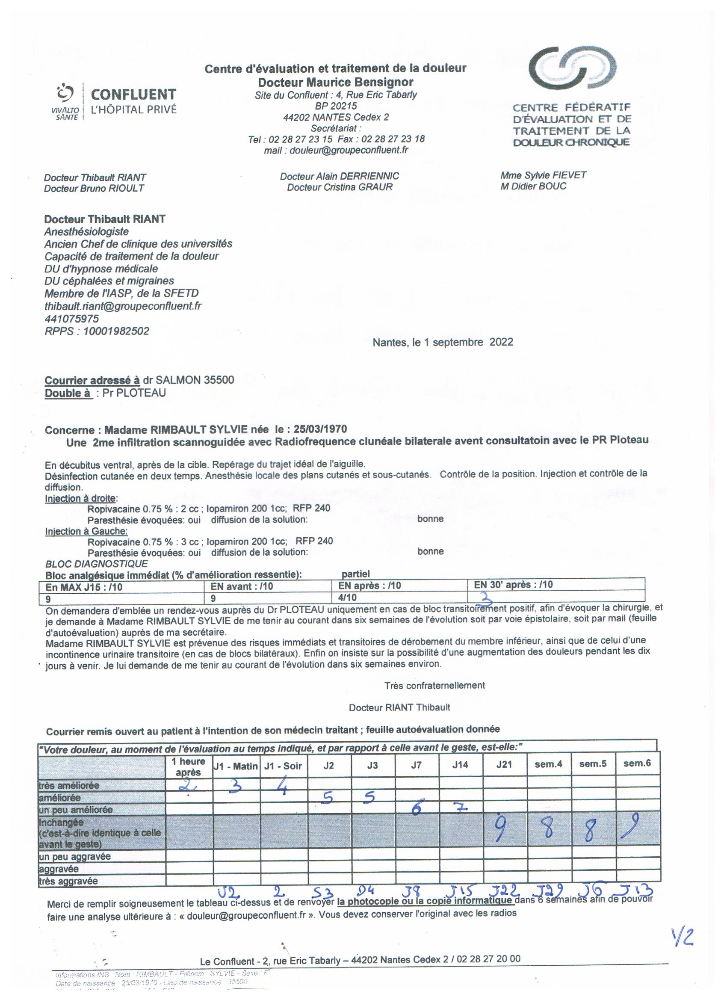 Centre d'évaluation et traitement de la douleur
Docteur Maurice Bensignor
Site du Confluent : 4, Rue Eric Tabarly
BP 20215
44202 NANTES Cedex 2
Secrétariat :
Tel : 02 28 27 23 15 Fax : 02 28 27 23 18
mail : douleur@groupeconfluent.fr
VIVALTO SANTÉ
CONFLUENT
L'HÔPITAL PRIVÉ
CENTRE FÉDÉRATIF
D'ÉVALUATION ET DE
TRAITEMENT DE LA
DOULEUR CHRONIQUE
Docteur Thibault RIANT Docteur Alain DERRIENNIC Mme Sylvie FIEVET
Docteur Bruno RIOULT Docteur Cristina GRAUR M Didier BOUC
Docteur Thibault RIANT
Anesthésiologiste
Ancien Chef de clinique des universités
Capacité de traitement de la douleur
DU d'hypnose médicale
DU céphalées et migraines
Membre de l'IASP, de la SFETD
thibault.riant@groupeconfluent.fr
441075975
RPPS : 10001982502
Nantes, le 1 septembre 2022
Courrier adressé à dr SALMON 35500
Double à : Pr PLOTEAU
Concerne : Madame RIMBAULT SYLVIE née le : 25/03/1970
Une 2me infiltration scannoguidée avec Radiofrequence clunéale bilaterale avent consultatoin avec le PR Ploteau
En décubitus ventral, après de la cible. Repérage du trajet idéal de l'aiguille.
Désinfection cutanée en deux temps. Anesthésie locale des plans cutanés et sous-cutanés. Contrôle de la position. Injection et contrôle de la
diffusion.
Injection à droite:
Ropivacaine 0.75 % : 2 cc ; Iopamiron 200 1cc; RFP 240
Paresthésie évoquées: oui diffusion de la solution: bonne
Injection à Gauche:
Ropivacaine 0.75 % : 3 cc ; Iopamiron 200 1cc; RFP 240
Paresthésie évoquées: oui diffusion de la solution: bonne
BLOC DIAGNOSTIQUE
Bloc analgésique immédiat (% d'amélioration ressentie): partiel
En MAX J15 : /10 EN avant : /10 EN après : /10 EN 30' après : /10
9 9 4/10 3
On demandera d'emblée un rendez-vous auprès du Dr PLOTEAU uniquement en cas de bloc transitoirement positif, afin d'évoquer la chirurgie, et
je demande à Madame RIMBAULT SYLVIE de me tenir au courant dans six semaines de l'évolution soit par voie épistolaire, soit par mail (feuille
d'autoévaluation) auprès de ma secrétaire.
Madame RIMBAULT SYLVIE est prévenue des risques immédiats et transitoires de dérobement du membre inférieur, ainsi que de celui d'une
incontinence urinaire transitoire (en cas de blocs bilatéraux). Enfin on insiste sur la possibilité d'une augmentation des douleurs pendant les dix
jours à venir. Je lui demande de me tenir au courant de l'évolution dans six semaines environ.
Très confraternellement
Docteur RIANT Thibault
Courrier remis ouvert au patient à l'intention de son médecin traitant ; feuille autoévaluation donnée
"Votre douleur, au moment de l'évaluation au temps indiqué, et par rapport à celle avant le geste, est-elle:"
1 heure après J1 - Matin J1 - Soir J2 J3 J7 J14 J21 sem.4 sem.5 sem.6
très améliorée 2 3 4
améliorée 5 5
un peu améliorée 6 7
Inchangée
(c'est-à-dire identique à celle 9 8 8 9
avant le geste)
un peu aggravée
aggravée
très aggravée
V2 2 S3 D4 J8 J15 J22 J29 J6 J13
Merci de remplir soigneusement le tableau ci-dessus et de renvoyer la photocopie ou la copie informatique dans 6 semaines afin de pouvoir
faire une analyse ultérieure à : « douleur@groupeconfluent.fr ». Vous devez conserver l'original avec les radios
1/2
Le Confluent - 2, rue Eric Tabarly – 44202 Nantes Cedex 2 / 02 28 27 20 00
Informations INS : Nom : RIMBAULT - Prénom : SYLVIE - Sexe : F
Date de naissance : 25/03/1970 - Lieu de naissance : 35500